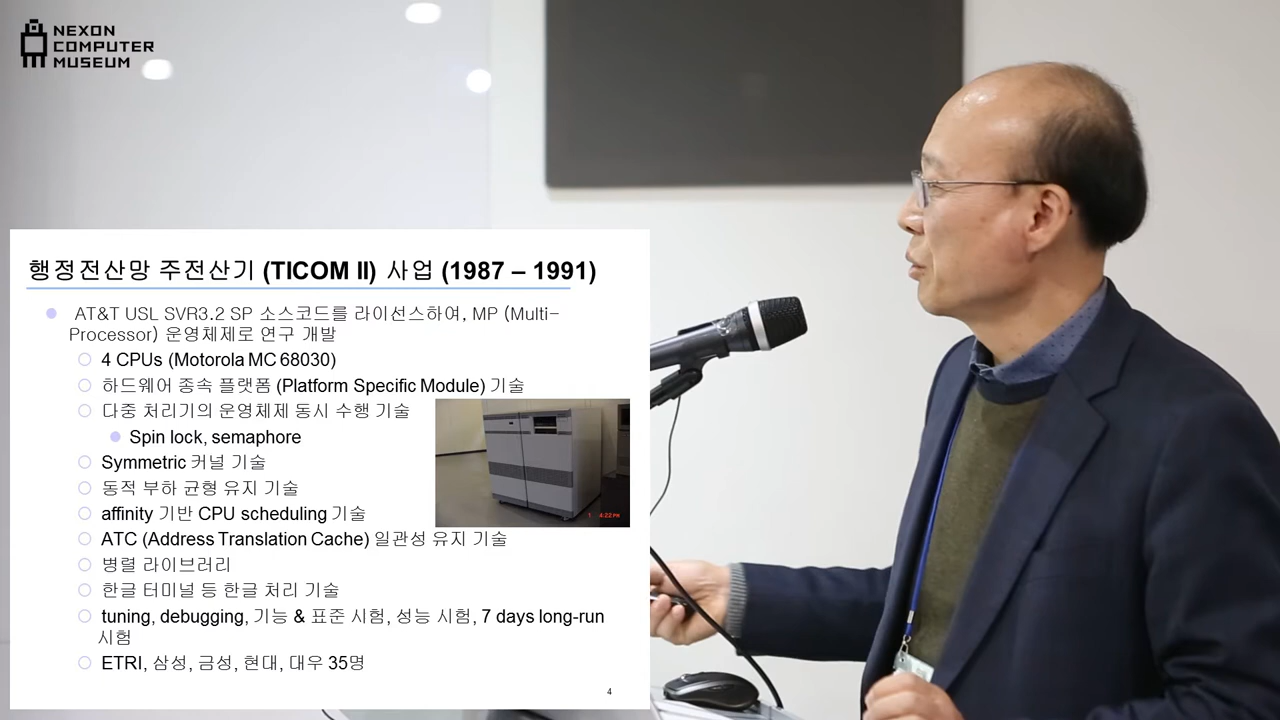 NEXON
COMPUTER
MUSEUM
행정전산망 주전산기 (TICOM II) 사업 (1987 – 1991)
AT&T USL SVR3.2 SP 소스코드를 라이선스하여, MP (Multi-
Processor) 운영체제로 연구 개발
4 CPUs (Motorola MC 68030)
하드웨어 종속 플랫폼 (Platform Specific Module) 기술
다중 처리기의 운영체제 동시 수행 기술
Spin lock, semaphore
Symmetric 커널 기술
동적 부하 균형 유지 기술
affinity 기반 CPU scheduling 기술
ATC (Address Translation Cache) 일관성 유지 기술
병렬 라이브러리
한글 터미널 등 한글 처리 기술
tuning, debugging, 기능 & 표준 시험, 성능 시험, 7 days long-run
시험
ETRI, 삼성, 금성, 현대, 대우 35명
1 4:22 PM
4